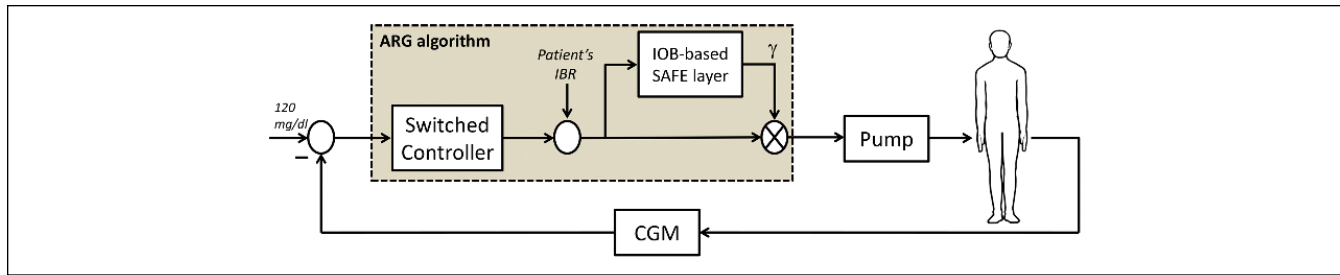 ARG algorithm
Patient's
IBR
IOB-based
SAFE layer
γ
120
mg/dl
Switched
Controller
Pump
CGM